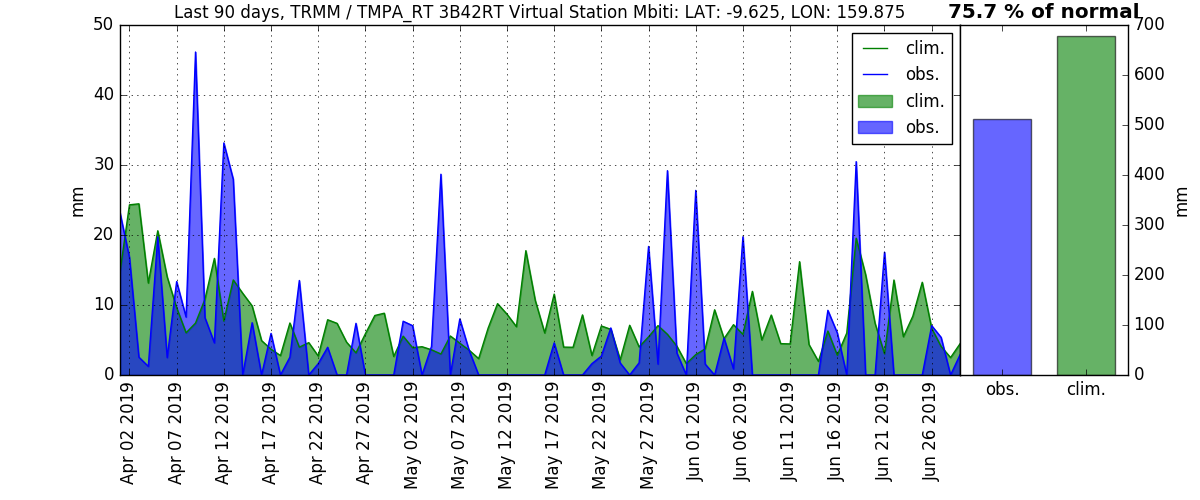 Last 90 days, TRMM / TMPA_RT 3B42RT Virtual Station Mbiti: LAT: -9.625, LON: 159.875
75.7 % of normal
50
40
30
20
10
0
mm
clim.
obs.
clim.
obs.
Apr 02 2019
Apr 07 2019
Apr 12 2019
Apr 17 2019
Apr 22 2019
Apr 27 2019
May 02 2019
May 07 2019
May 12 2019
May 17 2019
May 22 2019
May 27 2019
Jun 01 2019
Jun 06 2019
Jun 11 2019
Jun 16 2019
Jun 21 2019
Jun 26 2019
700
600
500
400
300
200
100
0
mm
obs.
clim.